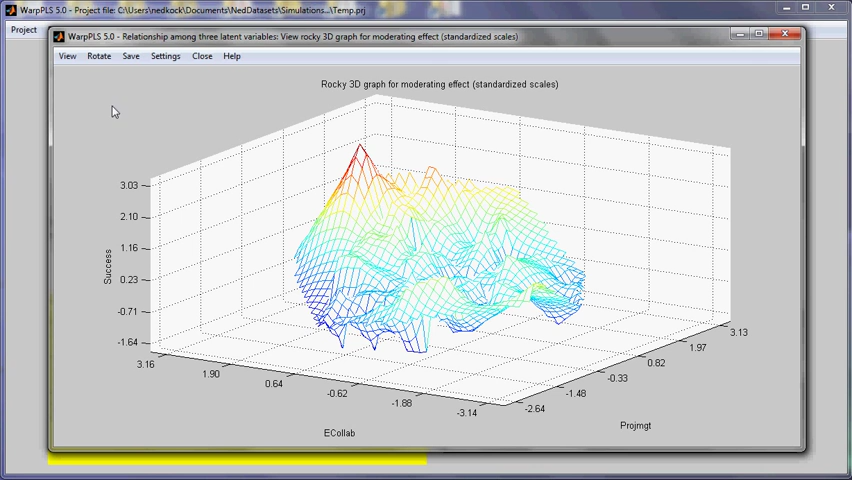 WarpPLS 5.0 - Project file: C:\Users\nedkock\Documents\NedDatasets\Simulations...\Temp.prj
Project
WarpPLS 5.0 - Relationship among three latent variables: View rocky 3D graph for moderating effect (standardized scales)
View Rotate Save Settings Close Help
Rocky 3D graph for moderating effect (standardized scales)
3.03
2.10
1.16
0.23
-0.71
-1.64
Success
3.16
1.90
0.64
-0.62
-1.88
-3.14
ECollab
-2.64
-1.48
-0.33
0.82
1.97
3.13
Projmgt